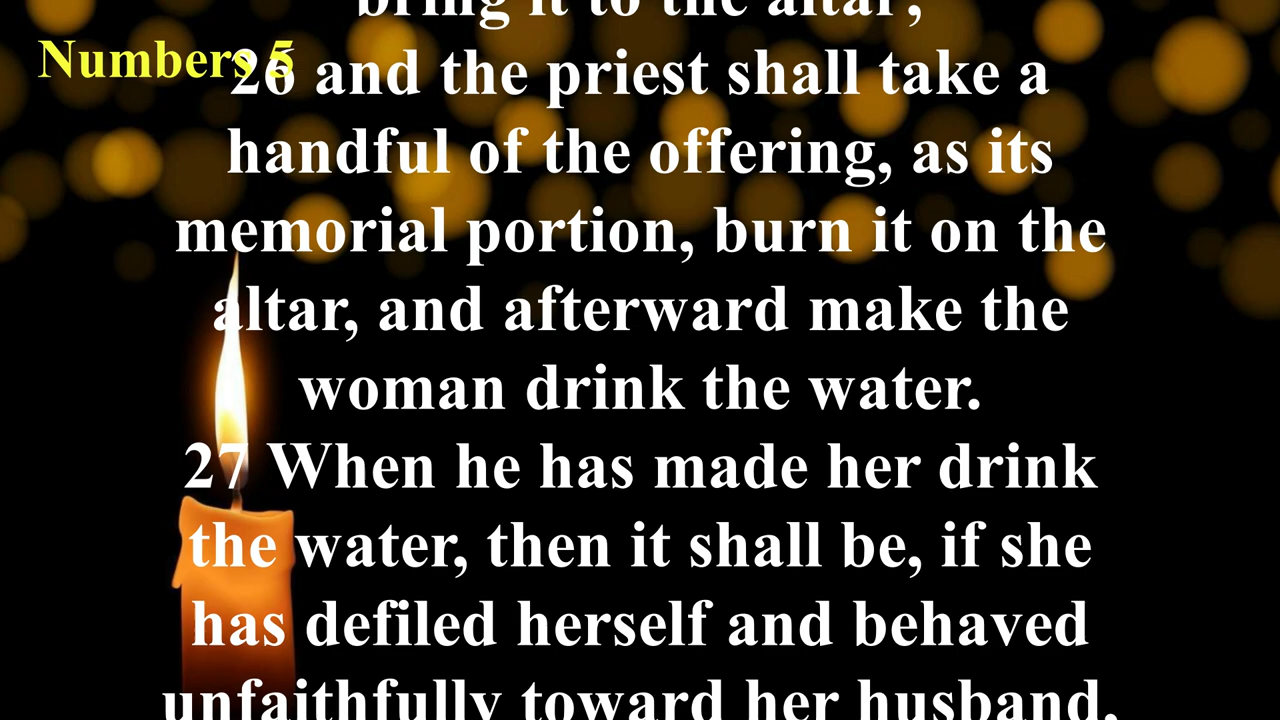 bring it to the altar,
Numbers 5
26 and the priest shall take a
handful of the offering, as its
memorial portion, burn it on the
altar, and afterward make the
woman drink the water.
27 When he has made her drink
the water, then it shall be, if she
has defiled herself and behaved
unfaithfully toward her husband,